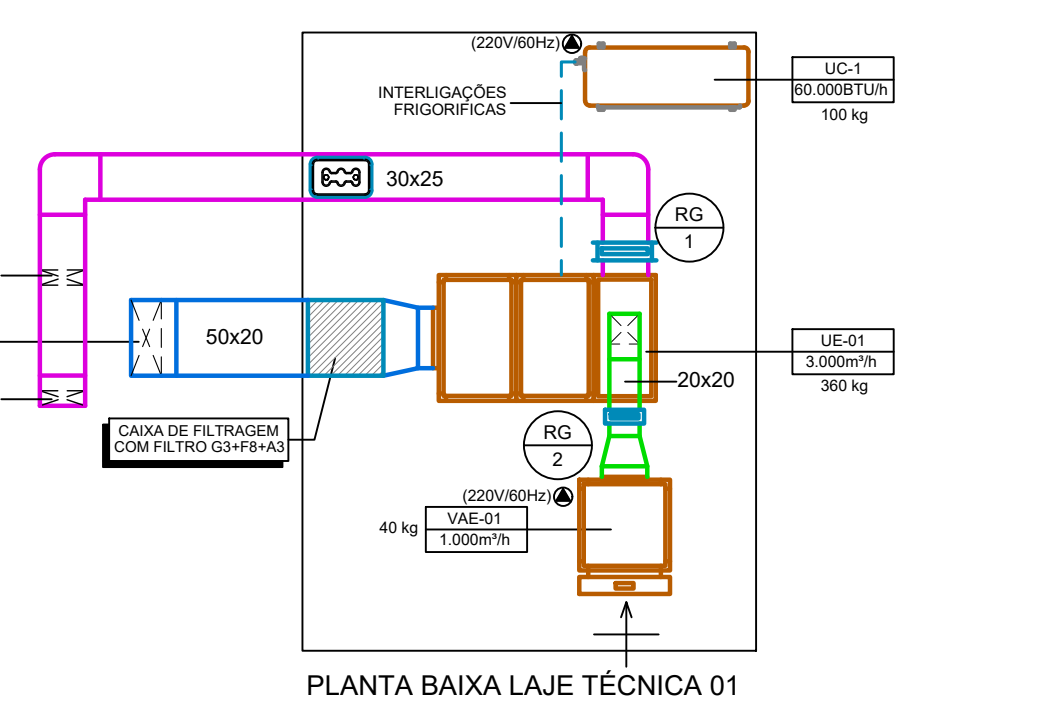 (220V/60Hz)
UC-1
60.000BTU/h
100 kg
INTERLIGAÇÕES
FRIGORIFICAS
30x25
RG
1
50x20
UE-01
3.000m³/h
360 kg
20x20
CAIXA DE FILTRAGEM
COM FILTRO G3+F8+A3
RG
2
(220V/60Hz)
VAE-01
40 kg
1.000m³/h
PLANTA BAIXA LAJE TÉCNICA 01